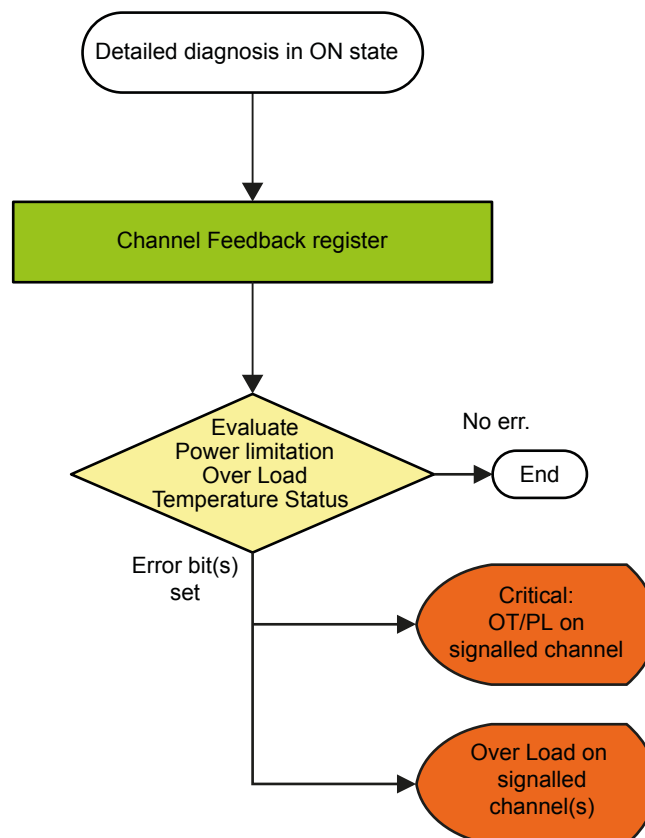 Detailed diagnosis in ON state
Channel Feedback register
Evaluate
Power limitation
Over Load
Temperature Status
No err.
End
Error bit(s)
set
Critical:
OT/PL on
signalled channel
Over Load on
signalled
channel(s)